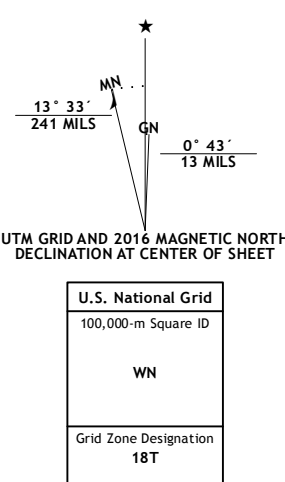 ★
MN
13° 33´
241 MILS
GN
0° 43´
13 MILS
UTM GRID AND 2016 MAGNETIC NORTH
DECLINATION AT CENTER OF SHEET
U.S. National Grid
100,000-m Square ID
WN
Grid Zone Designation
18T